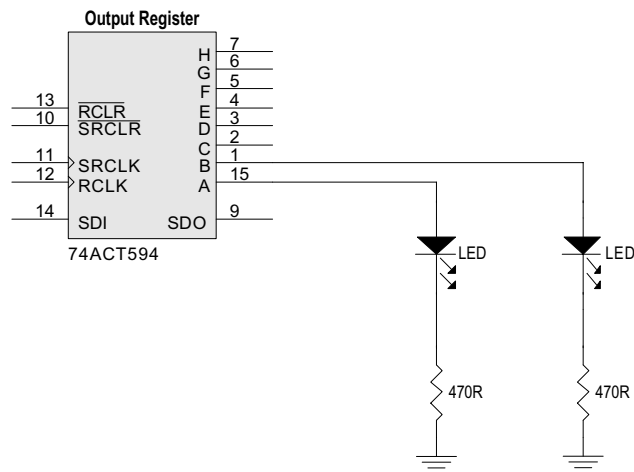 Output Register
7
H
6
G
5
F
13
4
RCLR
E
10
3
SRCLR
D
2
C
11
1
SRCLK
B
12
15
RCLK
A
14
9
SDI
SDO
74ACT594
LED
LED
470R
470R